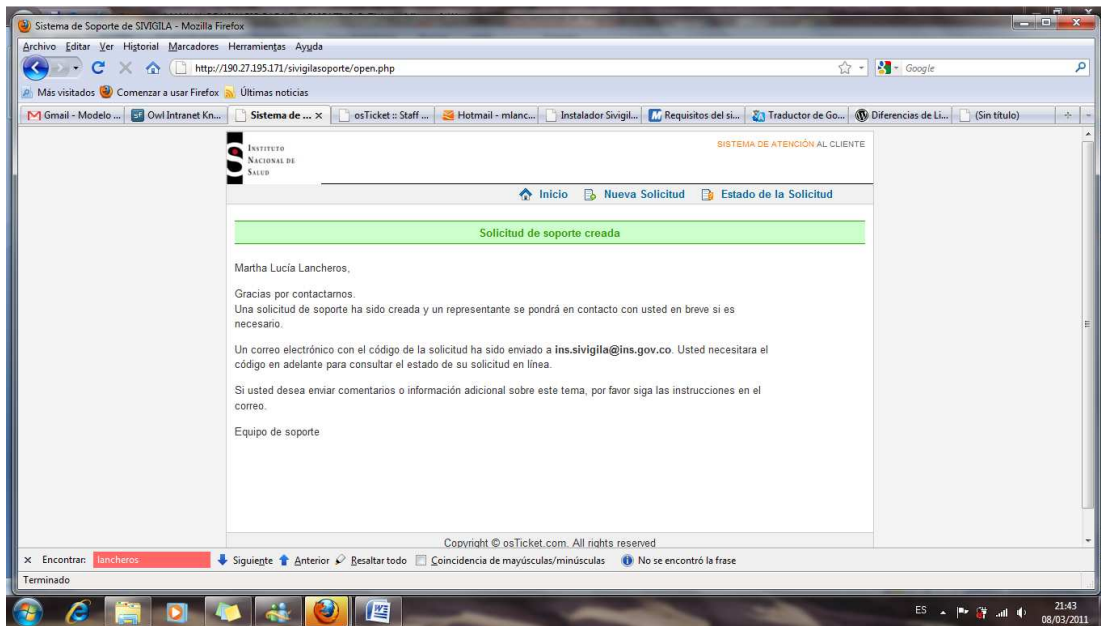 Sistema de Soporte de SIVIGILA - Mozilla Firefox
Archivo Editar Ver Historial Marcadores Herramientas Ayuda
http://190.27.195.171/sivigilasoporte/open.php
Google
Más visitados Comenzar a usar Firefox Últimas noticias
Gmail - Modelo ... Owl Intranet Kn... Sistema de ... × osTicket :: Staff ... Hotmail - mlanc... Instalador Sivigil... Requisitos del si... Traductor de Go... Diferencias de Li... (Sin título)
INSTITUTO
NACIONAL DE
SALUD
SISTEMA DE ATENCIÓN AL CLIENTE
Inicio Nueva Solicitud Estado de la Solicitud
Solicitud de soporte creada
Martha Lucía Lancheros,
Gracias por contactarnos.
Una solicitud de soporte ha sido creada y un representante se pondrá en contacto con usted en breve si es
necesario.
Un correo electrónico con el código de la solicitud ha sido enviado a ins.sivigila@ins.gov.co. Usted necesitara el
código en adelante para consultar el estado de su solicitud en línea.
Si usted desea enviar comentarios o información adicional sobre este tema, por favor siga las instrucciones en el
correo.
Equipo de soporte
Copyright © osTicket.com. All rights reserved
× Encontrar: lancheros Siguiente Anterior Resaltar todo Coincidencia de mayúsculas/minúsculas No se encontró la frase
Terminado
ES 21:43
08/03/2011